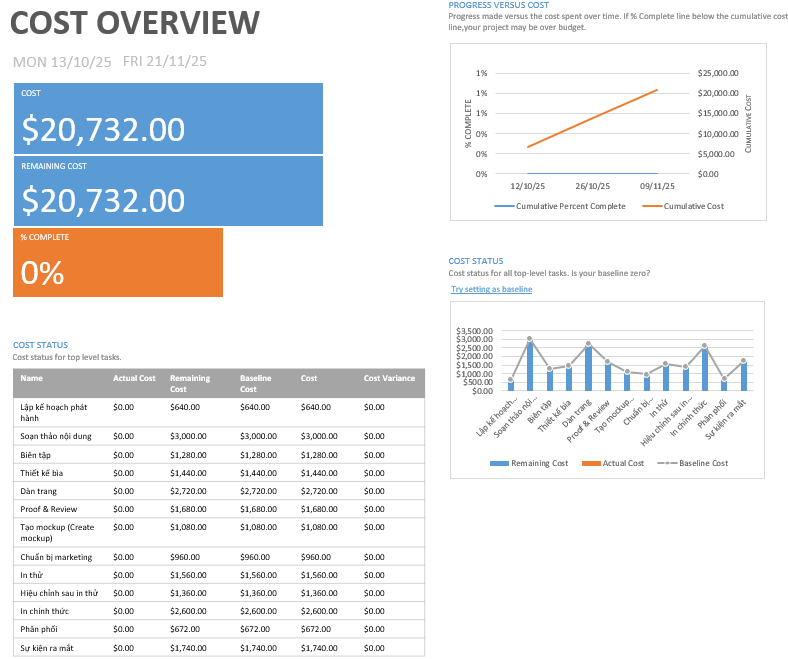 COST OVERVIEW
MON 13/10/25 FRI 21/11/25
COST
$20,732.00
REMAINING COST
$20,732.00
% COMPLETE
0%
COST STATUS
Cost status for top level tasks.
Name Actual Cost Remaining Cost Baseline Cost Cost Cost Variance
Lập kế hoạch phát hành $0.00 $640.00 $640.00 $640.00 $0.00
Soạn thảo nội dung $0.00 $3,000.00 $3,000.00 $3,000.00 $0.00
Biên tập $0.00 $1,280.00 $1,280.00 $1,280.00 $0.00
Thiết kế bìa $0.00 $1,440.00 $1,440.00 $1,440.00 $0.00
Dàn trang $0.00 $2,720.00 $2,720.00 $2,720.00 $0.00
Proof & Review $0.00 $1,680.00 $1,680.00 $1,680.00 $0.00
Tạo mockup (Create mockup) $0.00 $1,080.00 $1,080.00 $1,080.00 $0.00
Chuẩn bị marketing $0.00 $960.00 $960.00 $960.00 $0.00
In thử $0.00 $1,560.00 $1,560.00 $1,560.00 $0.00
Hiệu chỉnh sau in thử $0.00 $1,360.00 $1,360.00 $1,360.00 $0.00
In chính thức $0.00 $2,600.00 $2,600.00 $2,600.00 $0.00
Phân phối $0.00 $672.00 $672.00 $672.00 $0.00
Sự kiện ra mắt $0.00 $1,740.00 $1,740.00 $1,740.00 $0.00
PROGRESS VERSUS COST
Progress made versus the cost spent over time. If % Complete line below the cumulative cost
line,your project may be over budget.
% COMPLETE
1%
1%
1%
0%
0%
0%
$25,000.00
$20,000.00
$15,000.00
$10,000.00
$5,000.00
$0.00
CUMULATIVE COST
12/10/25 26/10/25 09/11/25
Cumulative Percent Complete Cumulative Cost
COST STATUS
Cost status for all top-level tasks. Is your baseline zero?
Try setting as baseline
$3,500.00
$3,000.00
$2,500.00
$2,000.00
$1,500.00
$1,000.00
$500.00
$0.00
Lập kế hoạch...
Soạn thảo nội...
Biên tập
Thiết kế bìa
Dàn trang
Proof & Review
Tạo mockup...
Chuẩn bị...
In thử
Hiệu chỉnh sau in...
In chính thức
Phân phối
Sự kiện ra mắt
Remaining Cost Actual Cost Baseline Cost